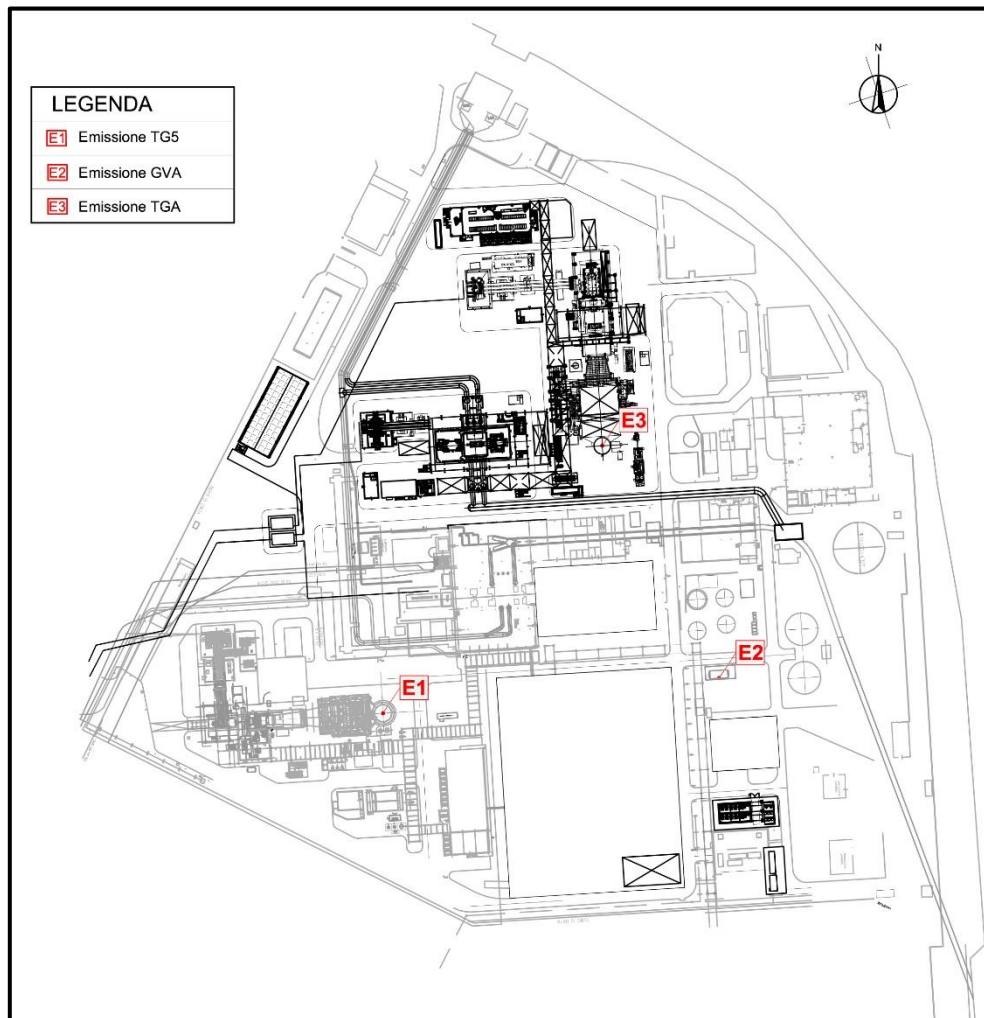 N
LEGENDA
E1 Emissione TG5
E2 Emissione GVA
E3 Emissione TGA
E3
E2
E1